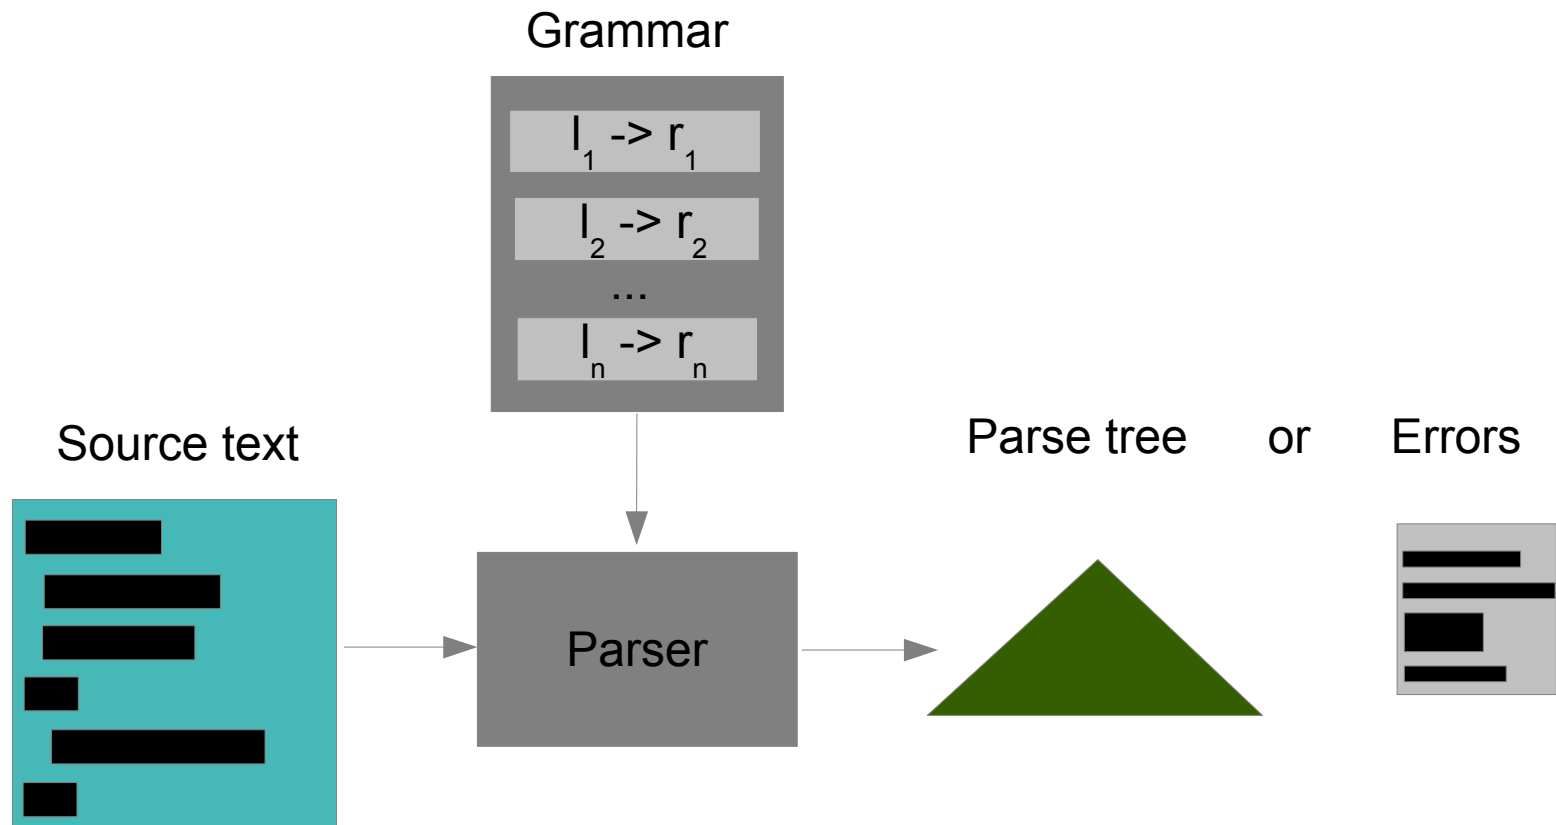 Grammar
l1 -> r1
l2 -> r2
...
ln -> rn
Source text
Parse tree or Errors
Parser